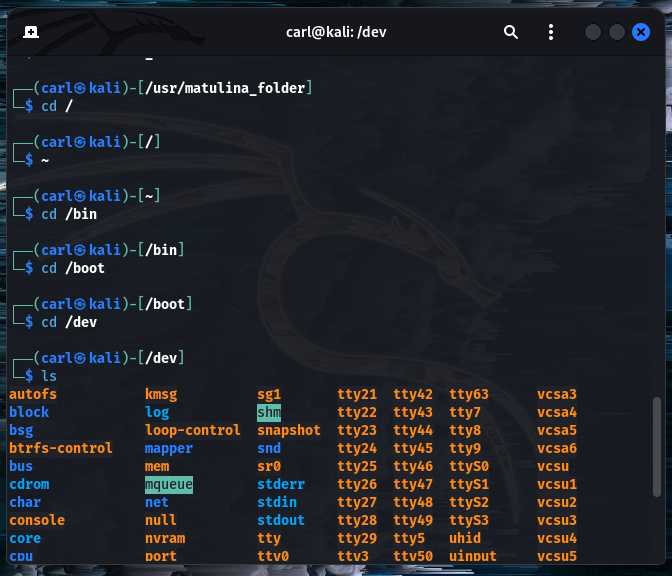 carl@kali: /dev
┌──(carl㉿kali)-[/usr/matulina_folder]
└─$ cd /
┌──(carl㉿kali)-[/]
└─$ ~
┌──(carl㉿kali)-[~]
└─$ cd /bin
┌──(carl㉿kali)-[/bin]
└─$ cd /boot
┌──(carl㉿kali)-[/boot]
└─$ cd /dev
┌──(carl㉿kali)-[/dev]
└─$ ls
autofs kmsg sg1 tty21 tty42 tty63 vcsa3
block log shm tty22 tty43 tty7 vcsa4
bsg loop-control snapshot tty23 tty44 tty8 vcsa5
btrfs-control mapper snd tty24 tty45 tty9 vcsa6
bus mem sr0 tty25 tty46 ttyS0 vcsu
cdrom mqueue stderr tty26 tty47 ttyS1 vcsu1
char net stdin tty27 tty48 ttyS2 vcsu2
console null stdout tty28 tty49 ttyS3 vcsu3
core nvram tty tty29 tty5 uhid vcsu4
cpu port tty0 tty3 tty50 uinput vcsu5